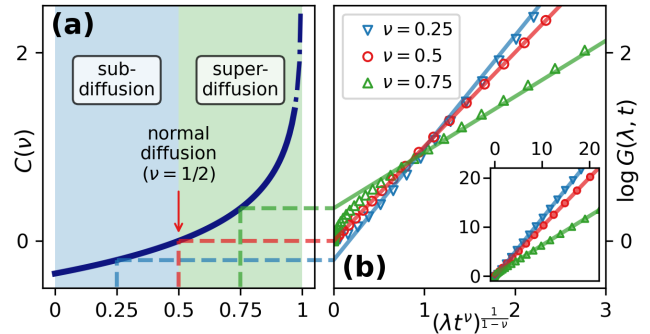 (a)
sub-
diffusion
super-
diffusion
normal
diffusion
(ν = 1/2)
C(ν)
2
0
0
0.25
0.5
0.75
1
ν = 0.25
ν = 0.5
ν = 0.75
(b)
0 10 20
20
10
0
log G(λ, t)
2
0
0 1 2 3
(λt^ν)^{1/(1−ν)}